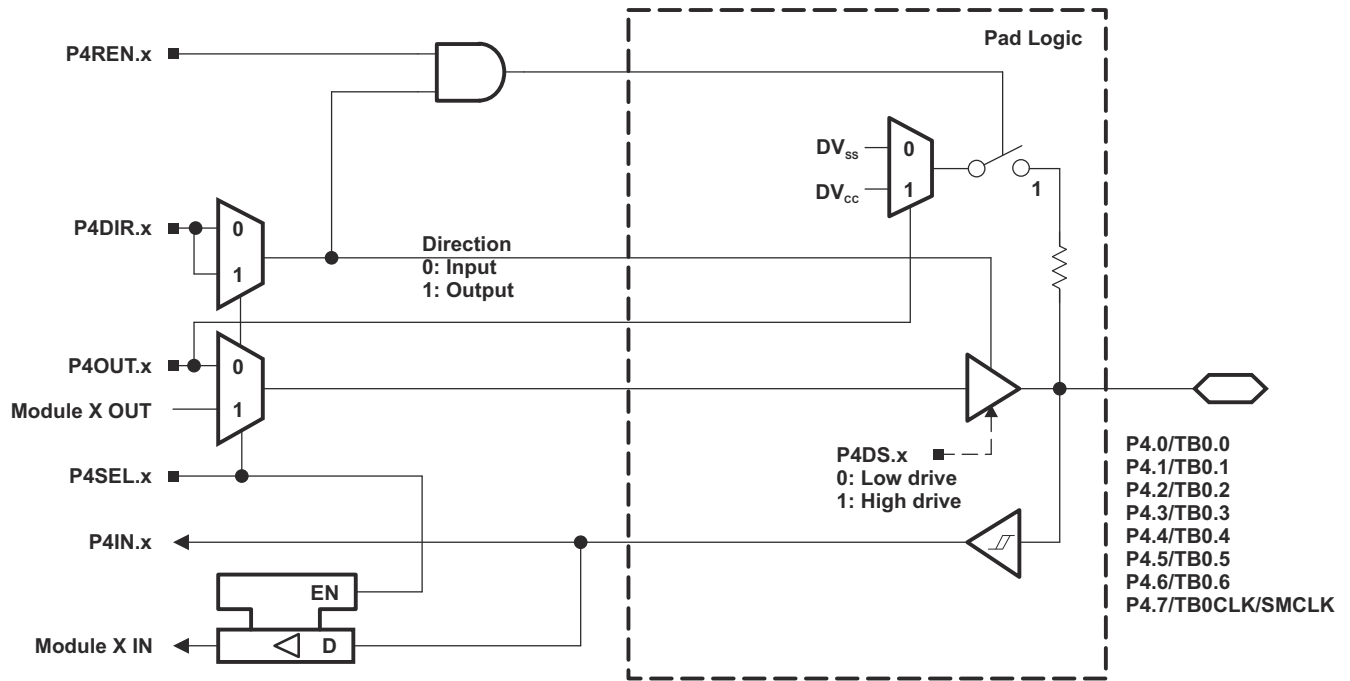 Pad Logic
P4REN.x
DVss
0
DVcc
1
1
P4DIR.x
0
1
Direction
0: Input
1: Output
P4OUT.x
0
Module X OUT
1
P4DS.x
0: Low drive
1: High drive
P4SEL.x
P4IN.x
EN
Module X IN
D
P4.0/TB0.0
P4.1/TB0.1
P4.2/TB0.2
P4.3/TB0.3
P4.4/TB0.4
P4.5/TB0.5
P4.6/TB0.6
P4.7/TB0CLK/SMCLK